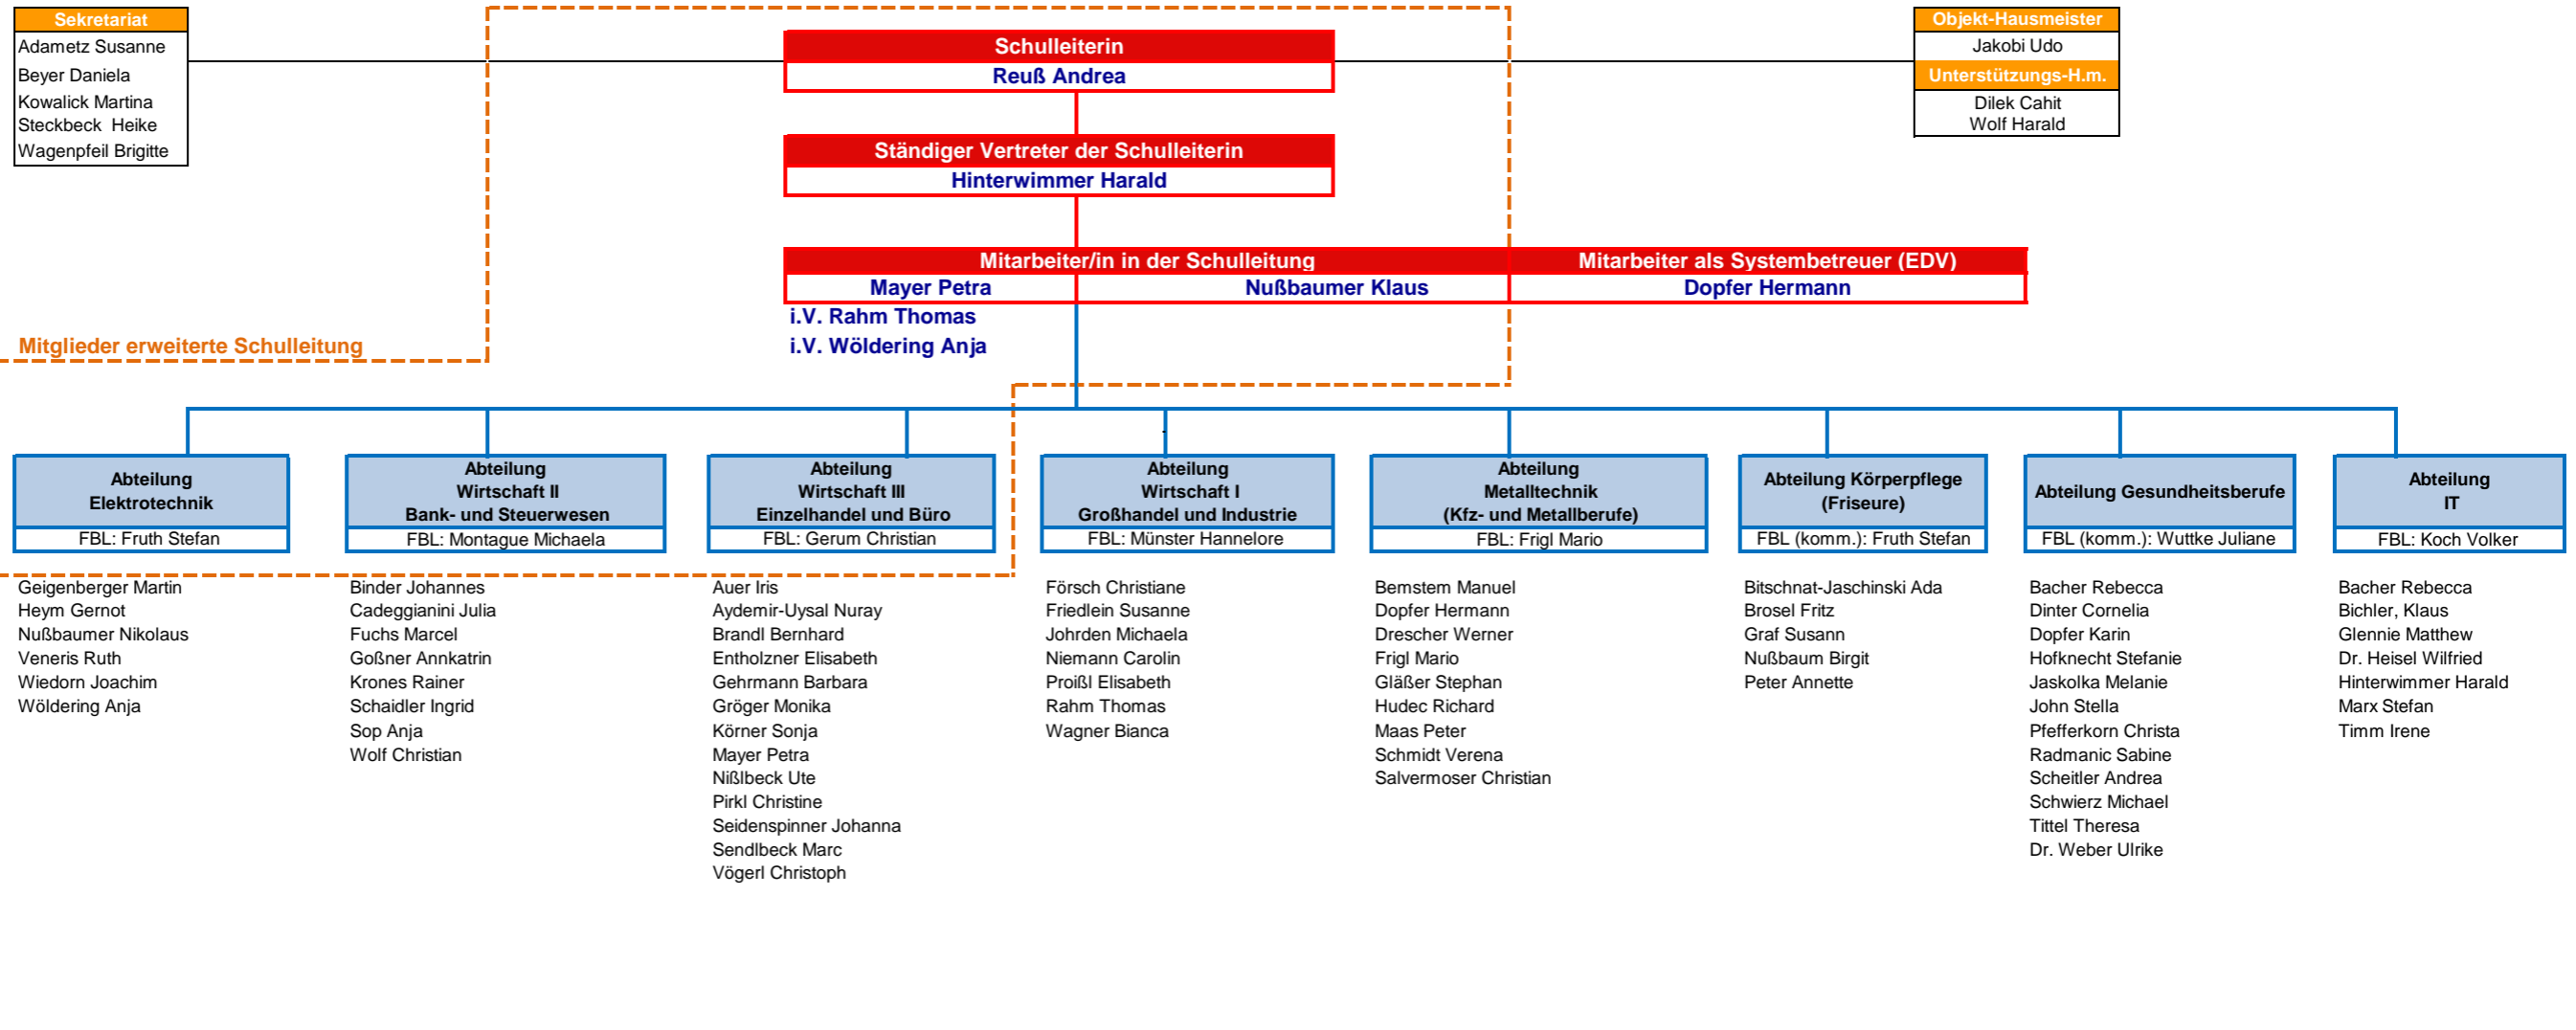 Sekretariat
Adametz Susanne
Beyer Daniela
Kowalick Martina
Steckbeck  Heike
Wagenpfeil Brigitte
Schulleiterin
Reuß Andrea
Objekt-Hausmeister
Jakobi Udo
Unterstützungs-H.m.
Dilek Cahit
Wolf Harald
Ständiger Vertreter der Schulleiterin
Hinterwimmer Harald
Mitarbeiter/in in der Schulleitung
Mayer Petra
Nußbaumer Klaus
i.V. Rahm Thomas
i.V. Wöldering Anja
Mitarbeiter als Systembetreuer (EDV)
Dopfer Hermann
Mitglieder erweiterte Schulleitung
Abteilung
Elektrotechnik
FBL: Fruth Stefan
Geigenberger Martin
Heym Gernot
Nußbaumer Nikolaus
Veneris Ruth
Wiedorn Joachim
Wöldering Anja
Abteilung
Wirtschaft II
Bank- und Steuerwesen
FBL: Montague Michaela
Binder Johannes
Cadeggianini Julia
Fuchs Marcel
Goßner Annkatrin
Krones Rainer
Schaidler Ingrid
Sop Anja
Wolf Christian
Abteilung
Wirtschaft III
Einzelhandel und Büro
FBL: Gerum Christian
Auer Iris
Aydemir-Uysal Nuray
Brandl Bernhard
Entholzner Elisabeth
Gehrmann Barbara
Gröger Monika
Körner Sonja
Mayer Petra
Nißlbeck Ute
Pirkl Christine
Seidenspinner Johanna
Sendlbeck Marc
Vögerl Christoph
Abteilung
Wirtschaft I
Großhandel und Industrie
FBL: Münster Hannelore
Försch Christiane
Friedlein Susanne
Johrden Michaela
Niemann Carolin
Proißl Elisabeth
Rahm Thomas
Wagner Bianca
Abteilung
Metalltechnik
(Kfz- und Metallberufe)
FBL: Frigl Mario
Bemstem Manuel
Dopfer Hermann
Drescher Werner
Frigl Mario
Gläßer Stephan
Hudec Richard
Maas Peter
Schmidt Verena
Salvermoser Christian
Abteilung Körperpflege
(Friseure)
FBL (komm.): Fruth Stefan
Bitschnat-Jaschinski Ada
Brosel Fritz
Graf Susann
Nußbaum Birgit
Peter Annette
Abteilung Gesundheitsberufe
FBL (komm.): Wuttke Juliane
Bacher Rebecca
Dinter Cornelia
Dopfer Karin
Hofknecht Stefanie
Jaskolka Melanie
John Stella
Pfefferkorn Christa
Radmanic Sabine
Scheitler Andrea
Schwierz Michael
Tittel Theresa
Dr. Weber Ulrike
Abteilung
IT
FBL: Koch Volker
Bacher Rebecca
Bichler, Klaus
Glennie Matthew
Dr. Heisel Wilfried
Hinterwimmer Harald
Marx Stefan
Timm Irene